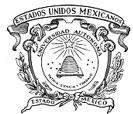 ESTADOS UNIDOS MEXICANOS
UNIVERSIDAD AUTONOMA
ESTADO
MEXICO